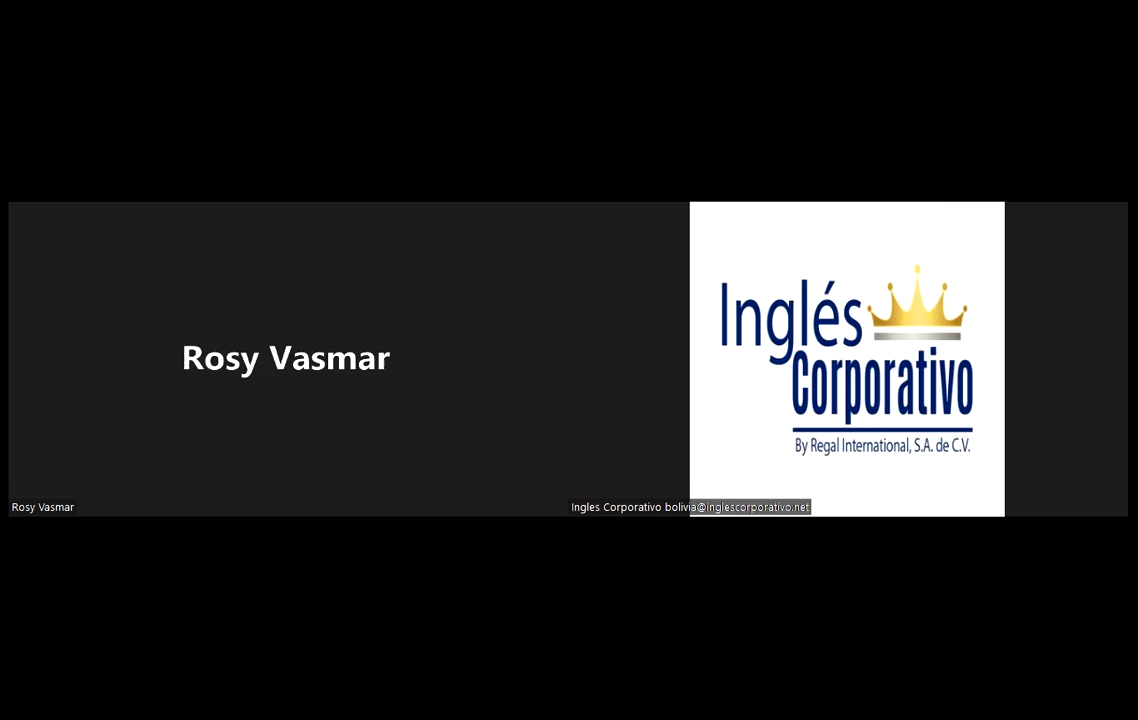 Rosy Vasmar
Inglés
Corporativo
By Regal International, S.A. de C.V.
Rosy Vasmar
Ingles Corporativo bolivia@inglescorporativo.net